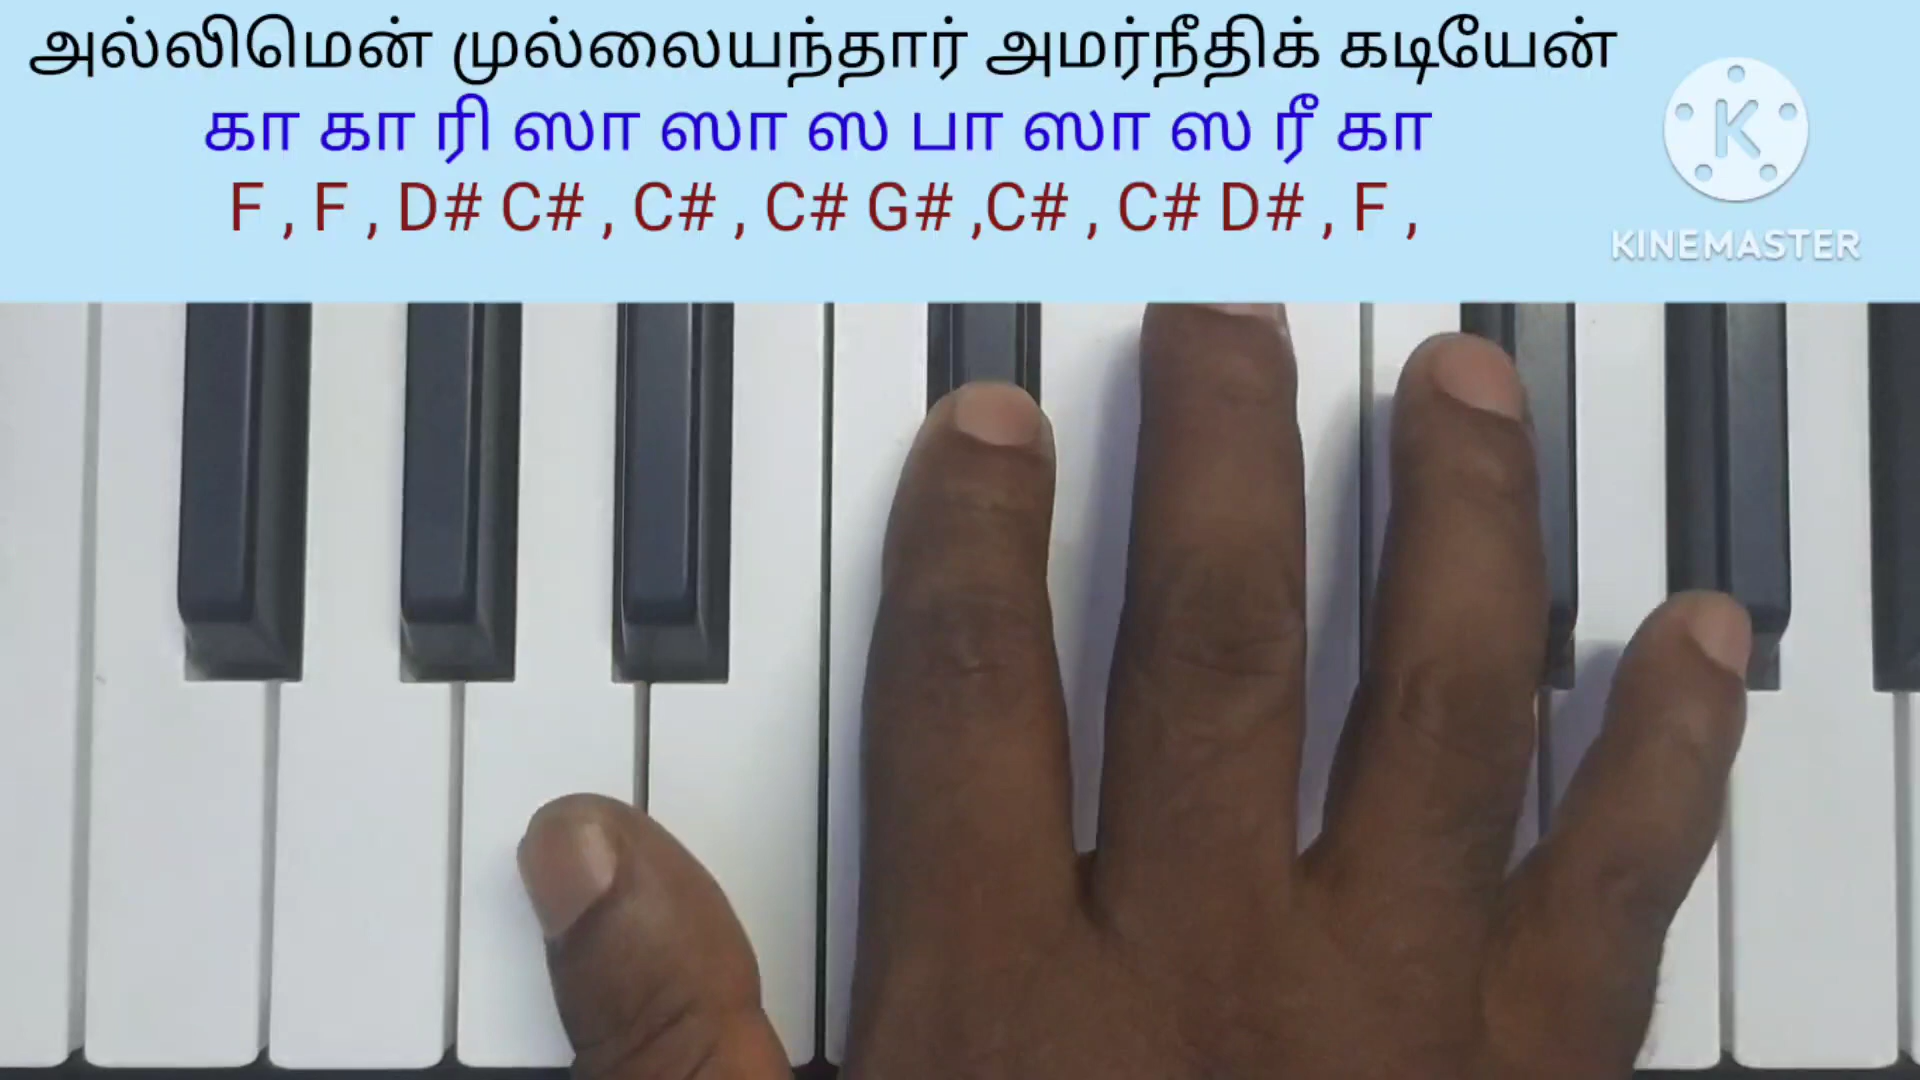 அல்லிமென் முல்லையந்தார் அமர்நீதிக் கடியேன்
கா கா ரி ஸா ஸா ஸ பா ஸா ஸ ரீ கா
F , F , D# C# , C# , C# G# ,C# , C# D# , F ,
K
KINEMASTER